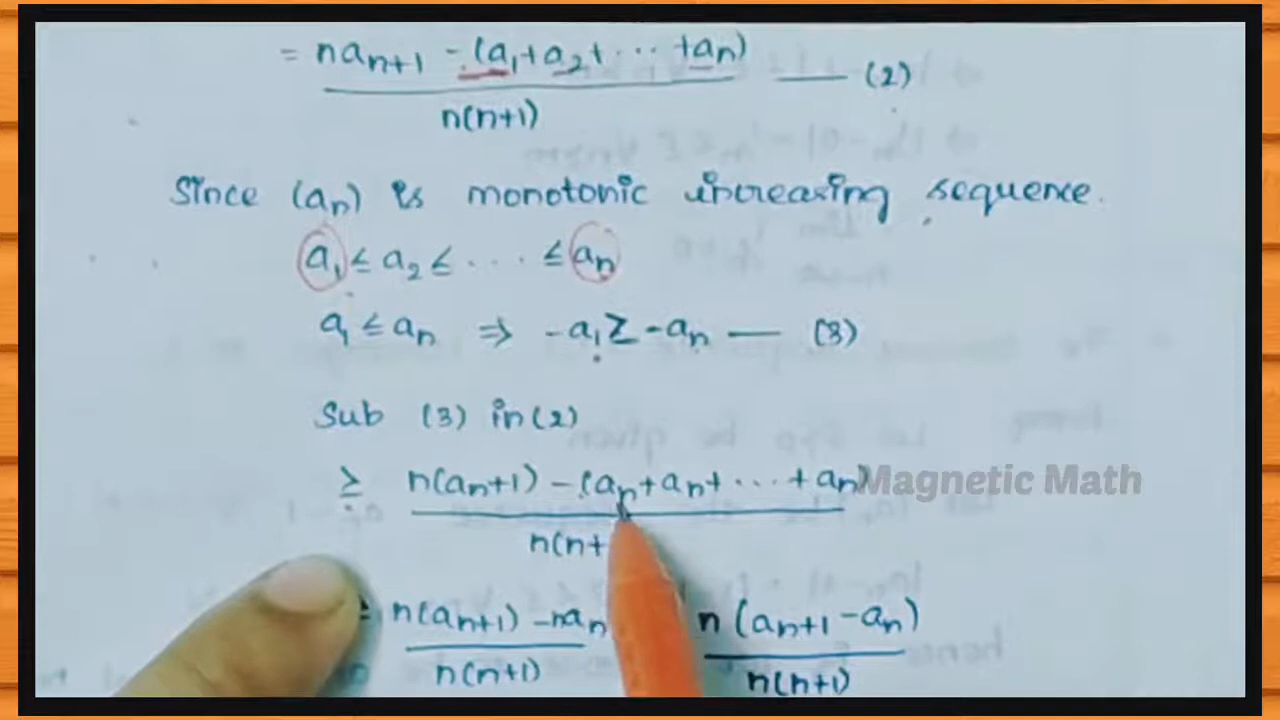 = na_{n+1} - (a₁+a₂+ ⋯ +aₙ) —— (2)
n(n+1)
Since (aₙ) is monotonic increasing sequence.
a₁ ≤ a₂ ≤ ⋯ ≤ aₙ
a₁ ≤ aₙ ⇒ -a₁ ≥ -aₙ — (3)
Sub (3) in (2)
≥ n(aₙ+1) - (aₙ+aₙ+ ⋯ +aₙ)
Magnetic Math
n(n+
n(aₙ+1) - naₙ n(a_{n+1} - aₙ)
n(n+1) n(n+1)